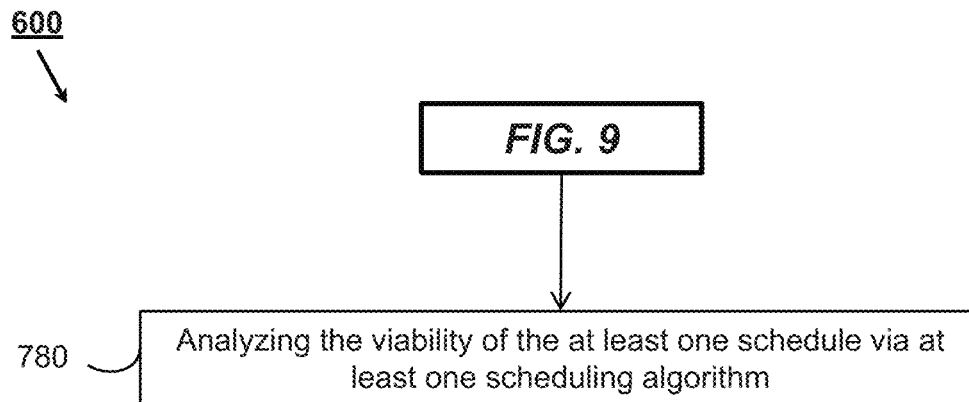 600
FIG. 9
780
Analyzing the viability of the at least one schedule via at
least one scheduling algorithm